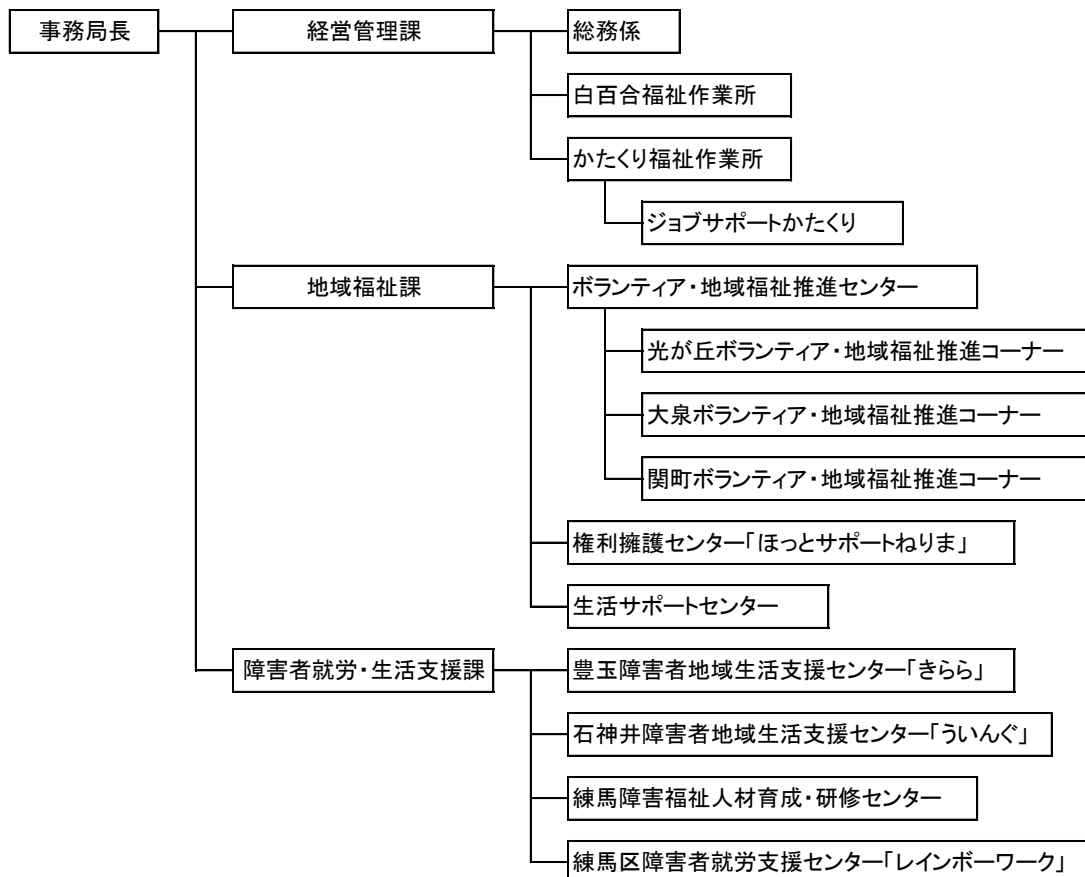 事務局長
経営管理課
総務係
白百合福祉作業所
かたくり福祉作業所
ジョブサポートかたくり
地域福祉課
ボランティア・地域福祉推進センター
光が丘ボランティア・地域福祉推進コーナー
大泉ボランティア・地域福祉推進コーナー
関町ボランティア・地域福祉推進コーナー
権利擁護センター「ほっとサポートねりま」
生活サポートセンター
障害者就労・生活支援課
豊玉障害者地域生活支援センター「きらら」
石神井障害者地域生活支援センター「ういんぐ」
練馬障害福祉人材育成・研修センター
練馬区障害者就労支援センター「レインボーワーク」